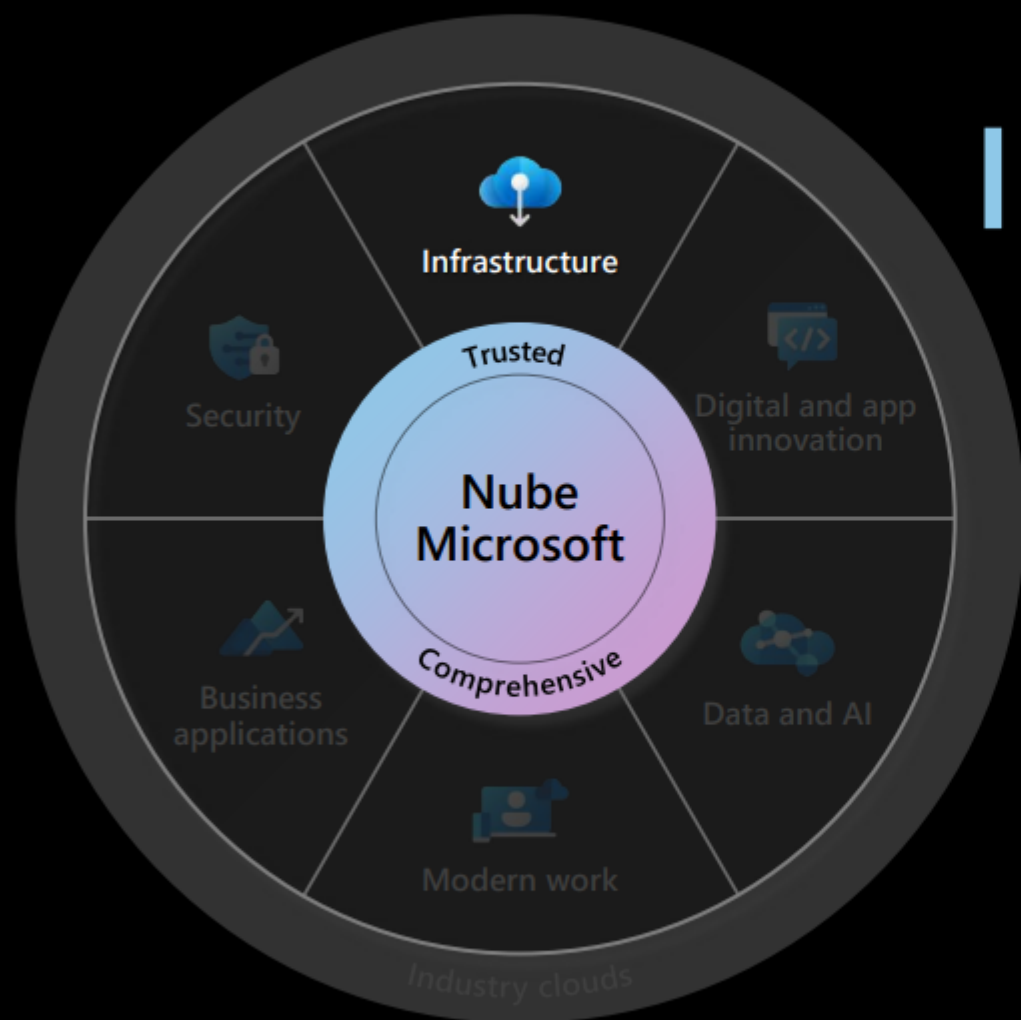 Infrastructure
Trusted
Security
Digital and app
innovation
Nube
Microsoft
Comprehensive
Business
applications
Data and AI
Modern work
Industry clouds